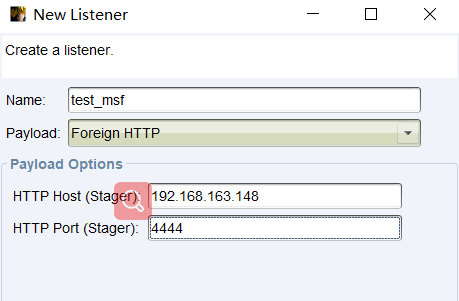 New Listener
Create a listener.
Name: test_msf
Payload: Foreign HTTP
Payload Options
HTTP Host (Stager): 192.168.163.148
HTTP Port (Stager): 4444